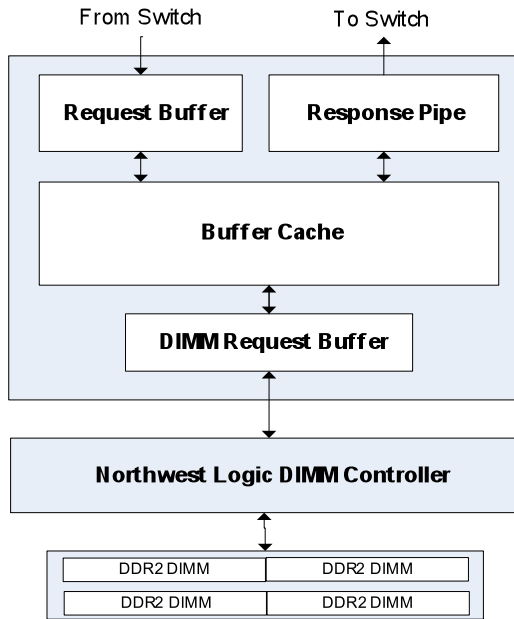 From Switch
To Switch
Request Buffer
Response Pipe
Buffer Cache
DIMM Request Buffer
Northwest Logic DIMM Controller
DDR2 DIMM
DDR2 DIMM
DDR2 DIMM
DDR2 DIMM